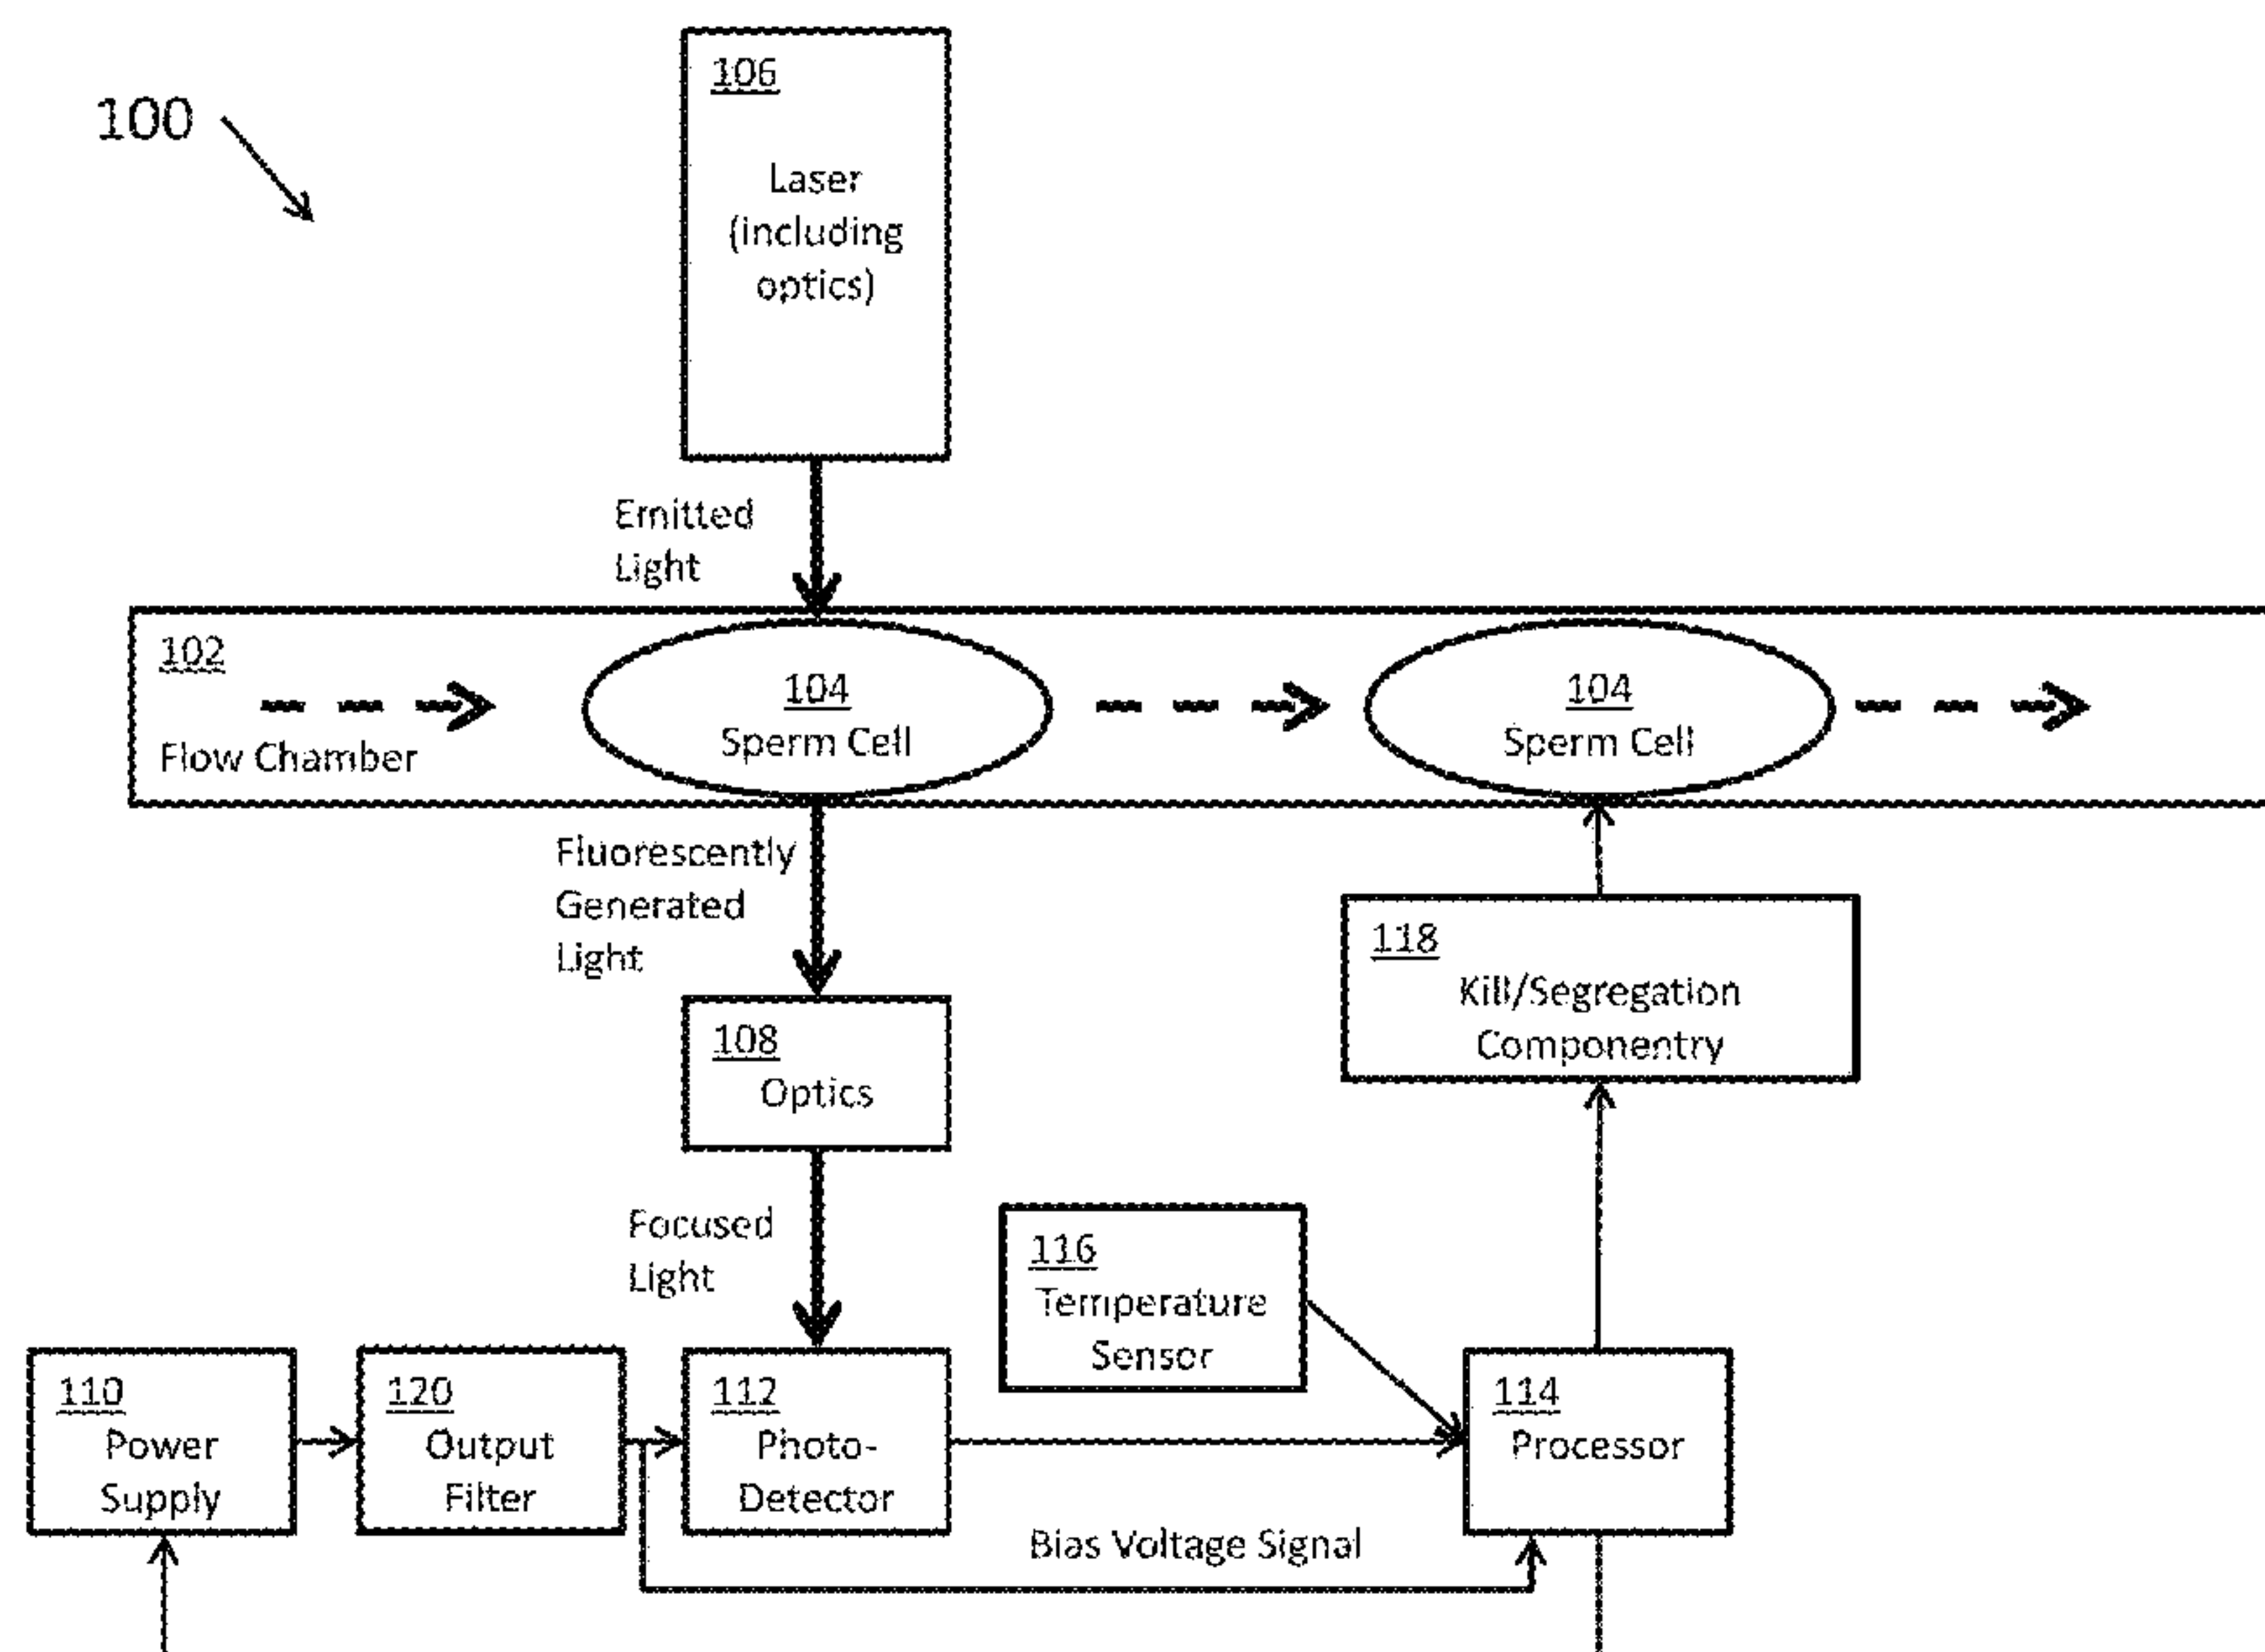 100
106
Laser
(including
optics)
Emitted
Light
102
Flow Chamber
104
Sperm Cell
104
Sperm Cell
Fluorescently
Generated
Light
118
Kill/Segregation
Componentry
108
Optics
Focused
Light
116
Temperature
Sensor
110
Power
Supply
120
Output
Filter
112
Photo-
Detector
114
Processor
Bias Voltage Signal